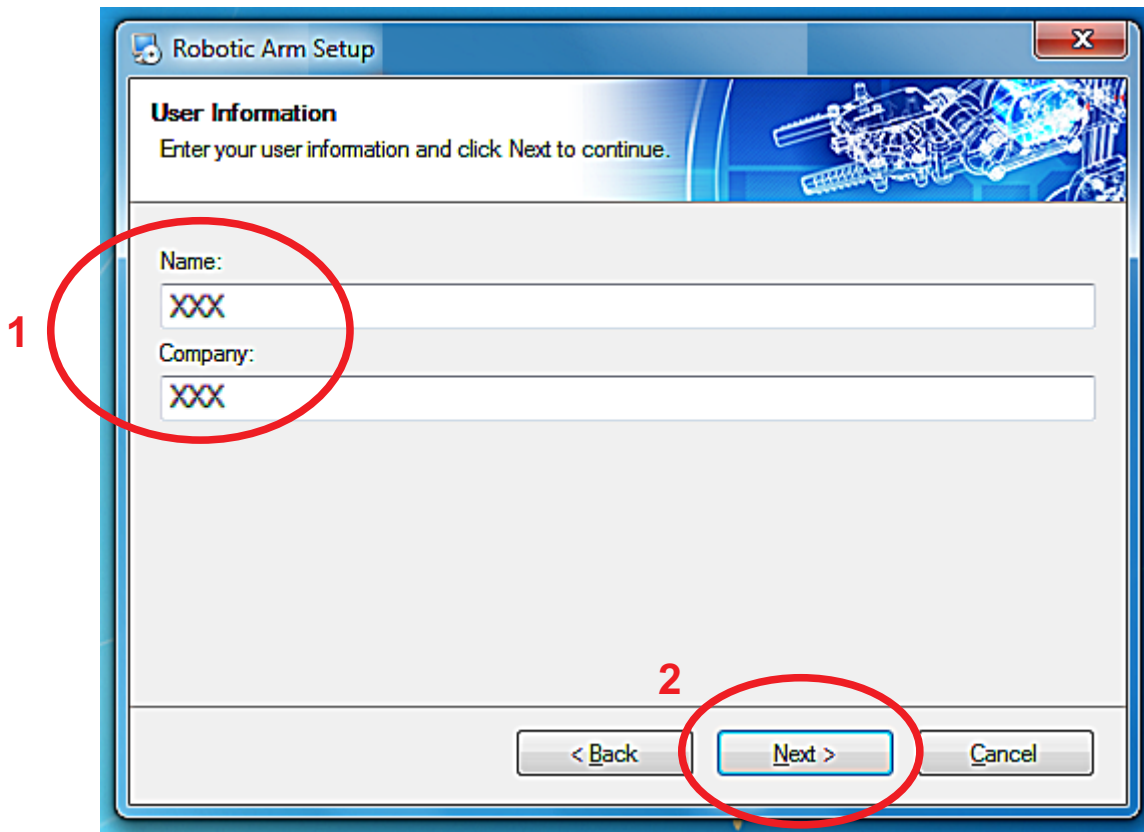 Robotic Arm Setup
User Information
Enter your user information and click Next to continue.
Name:
XXX
1
Company:
XXX
2
< Back
Next >
Cancel